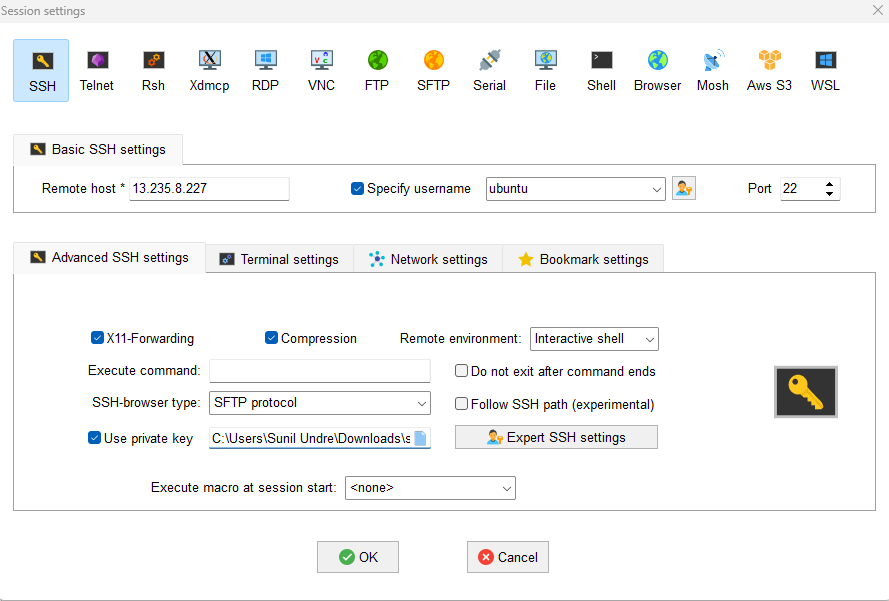 Session settings
SSH Telnet Rsh Xdmcp RDP VNC FTP SFTP Serial File Shell Browser Mosh Aws S3 WSL
Basic SSH settings
Remote host * 13.235.8.227 Specify username ubuntu Port 22
Advanced SSH settings Terminal settings Network settings Bookmark settings
X11-Forwarding Compression Remote environment: Interactive shell
Execute command: Do not exit after command ends
SSH-browser type: SFTP protocol Follow SSH path (experimental)
Use private key C:\Users\Sunil Undre\Downloads\s Expert SSH settings
Execute macro at session start: <none>
OK Cancel